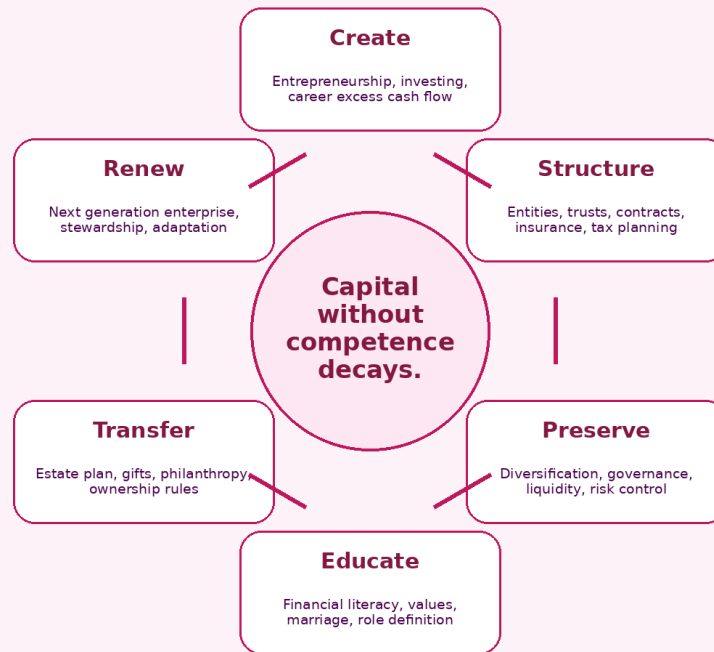 Create
Entrepreneurship, investing,
career excess cash flow
Renew
Next generation enterprise,
stewardship, adaptation
Structure
Entities, trusts, contracts,
insurance, tax planning
Capital
without
competence
decays.
Transfer
Estate plan, gifts, philanthropy,
ownership rules
Preserve
Diversification, governance,
liquidity, risk control
Educate
Financial literacy, values,
marriage, role definition